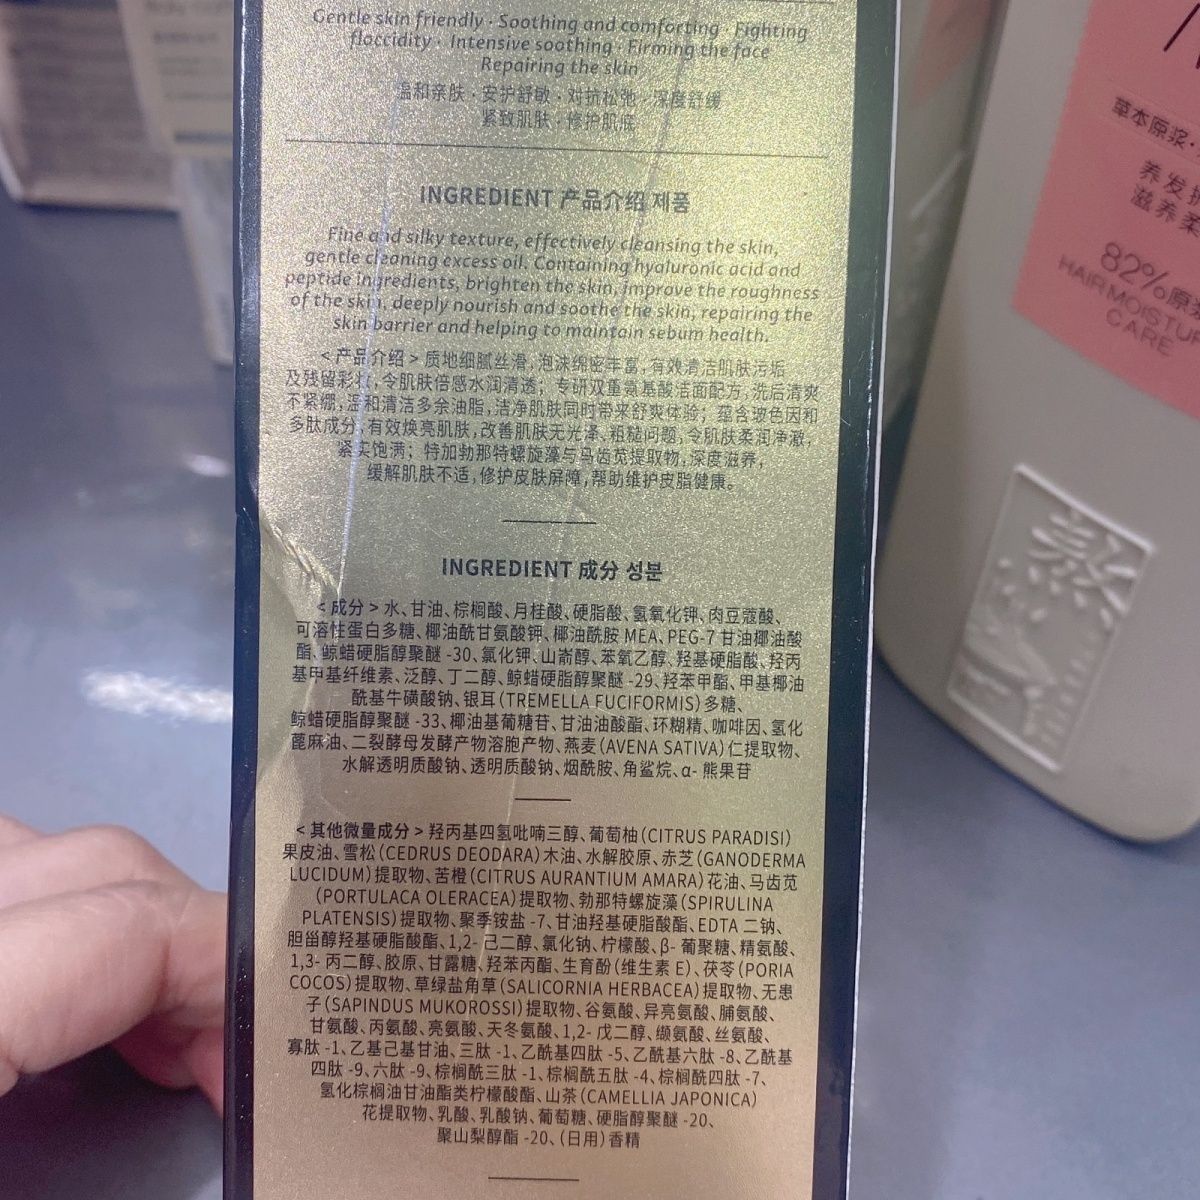 Gentle skin friendly · Soothing and comforting · Fighting
floccidity · Intensive soothing · Firming the face
Repairing the skin
温和亲肤 · 安护舒敏 · 对抗松弛 · 深度舒缓
紧致肌肤 · 修护肌底
INGREDIENT 产品介绍 제품
Fine and silky texture, effectively cleansing the skin,
gentle cleaning excess oil. Containing hyaluronic acid and
peptide ingredients, brighten the skin, improve the roughness
of the skin, deeply nourish and soothe the skin, repairing the
skin barrier and helping to maintain sebum health.
<产品介绍> 质地细腻丝滑,泡沫绵密丰富,有效清洁肌肤污垢
及残留彩妆,令肌肤倍感水润清透; 专研双重氨基酸洁面配方,洗后清爽
不紧绷,温和清洁多余油脂,洁净肌肤同时带来舒爽体验; 蕴含玻色因和
多肽成分,有效焕亮肌肤,改善肌肤无光泽、粗糙问题,令肌肤柔润净澈,
紧实饱满; 特加勃那特螺旋藻与马齿苋提取物,深度滋养,
缓解肌肤不适,修护皮肤屏障,帮助维护皮脂健康。
INGREDIENT 成分 성분
<成分> 水、甘油、棕榈酸、月桂酸、硬脂酸、氢氧化钾、肉豆蔻酸、
可溶性蛋白多糖、椰油酰甘氨酸钾、椰油酰胺 MEA、PEG-7 甘油椰油酸
酯、鲸蜡硬脂醇聚醚 -30、氯化钾、山嵛醇、苯氧乙醇、羟基硬脂酸、羟丙
基甲基纤维素、泛醇、丁二醇、鲸蜡硬脂醇聚醚 -29、羟苯甲酯、甲基椰油
酰基牛磺酸钠、银耳(TREMELLA FUCIFORMIS)多糖、
鲸蜡硬脂醇聚醚 -33、椰油基葡糖苷、甘油油酸酯、环糊精、咖啡因、氢化
蓖麻油、二裂酵母发酵产物溶胞产物、燕麦(AVENA SATIVA)仁提取物、
水解透明质酸钠、透明质酸钠、烟酰胺、角鲨烷、α- 熊果苷
<其他微量成分> 羟丙基四氢吡喃三醇、葡萄柚(CITRUS PARADISI)
果皮油、雪松(CEDRUS DEODARA)木油、水解胶原、赤芝(GANODERMA
LUCIDUM)提取物、苦橙(CITRUS AURANTIUM AMARA)花油、马齿苋
(PORTULACA OLERACEA)提取物、勃那特螺旋藻(SPIRULINA
PLATENSIS)提取物、聚季铵盐 -7、甘油羟基硬脂酸酯、EDTA 二钠、
胆甾醇羟基硬脂酸酯、1,2- 己二醇、氯化钠、柠檬酸、β- 葡聚糖、精氨酸、
1,3- 丙二醇、胶原、甘露糖、羟苯丙酯、生育酚(维生素 E)、茯苓(PORIA
COCOS)提取物、草绿盐角草(SALICORNIA HERBACEA)提取物、无患
子(SAPINDUS MUKOROSSI)提取物、谷氨酸、异亮氨酸、脯氨酸、
甘氨酸、丙氨酸、亮氨酸、天冬氨酸、1,2- 戊二醇、缬氨酸、丝氨酸、
寡肽 -1、乙基己基甘油、三肽 -1、乙酰基四肽 -5、乙酰基六肽 -8、乙酰基
四肽 -9、六肽 -9、棕榈酰三肽 -1、棕榈酰五肽 -4、棕榈酰四肽 -7、
氢化棕榈油甘油酯类柠檬酸酯、山茶(CAMELLIA JAPONICA)
花提取物、乳酸、乳酸钠、葡萄糖、硬脂醇聚醚 -20、
聚山梨醇酯 -20、(日用)香精
草本原浆·
养发
滋养柔
82%原
HAIR MOISTUR
CARE